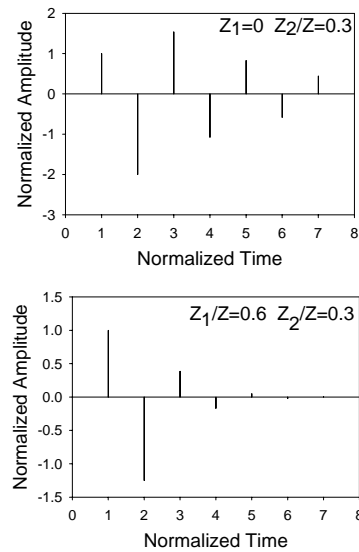 Z1=0 Z2/Z=0.3
Normalized Amplitude
2
1
0
-1
-2
-3
0 1 2 3 4 5 6 7 8
Normalized Time
Z1/Z=0.6 Z2/Z=0.3
Normalized Amplitude
1.5
1.0
0.5
0.0
-0.5
-1.0
-1.5
0 1 2 3 4 5 6 7 8
Normalized Time